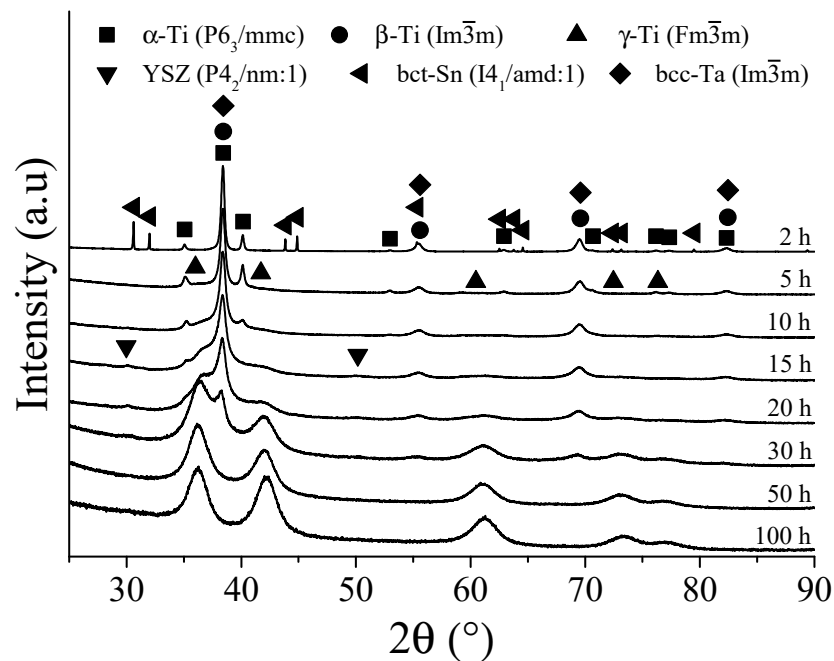 ■ α-Ti (P6₃/mmc) ● β-Ti (Im3̅m) ▲ γ-Ti (Fm3̅m)
▼ YSZ (P4₂/nm:1) ◀ bct-Sn (I4₁/amd:1) ◆ bcc-Ta (Im3̅m)
Intensity (a.u)
2 h
5 h
10 h
15 h
20 h
30 h
50 h
100 h
30 40 50 60 70 80 90
2θ (°)